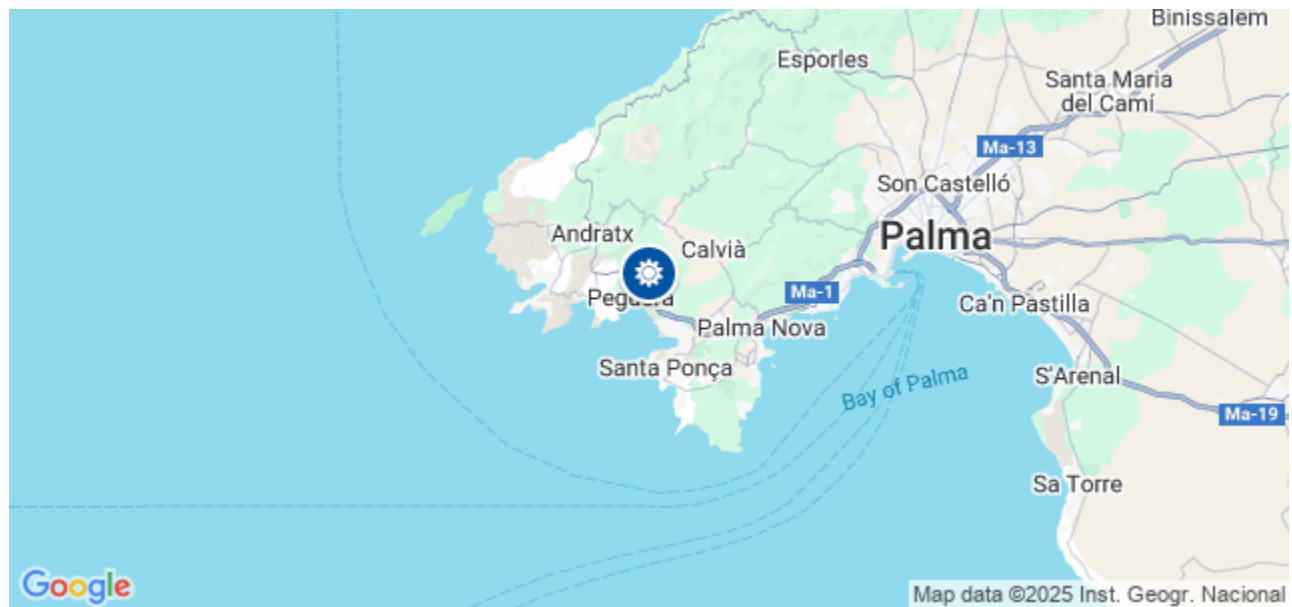 Binissalem
Esporles
Santa Maria
del Camí
Ma-13
Son Castelló
Andratx
Calvià
Palma
Peguera
Ma-1
Ca'n Pastilla
Palma Nova
Santa Ponça
S'Arenal
Bay of Palma
Ma-19
Sa Torre
Google
Map data ©2025 Inst. Geogr. Nacional